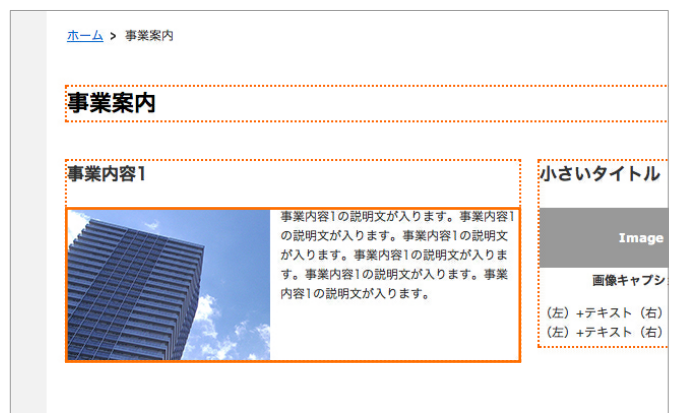 ホーム > 事業案内
事業案内
事業内容1
事業内容1の説明文が入ります。事業内容1
の説明文が入ります。事業内容1の説明文
が入ります。事業内容1の説明文が入りま
す。事業内容1の説明文が入ります。事業
内容1の説明文が入ります。
小さいタイトル
Image
画像キャプシ
（左）+テキスト（右）
（左）+テキスト（右）